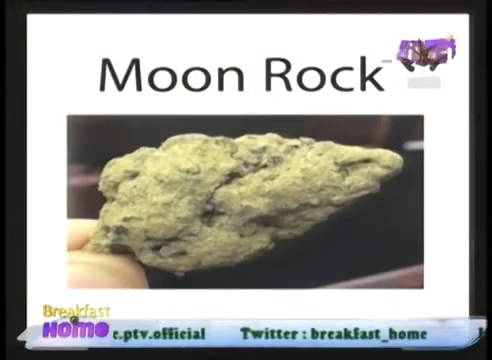 Moon Rock
Breakfast
@
HOME
e.ptv.official
Twitter : breakfast_home